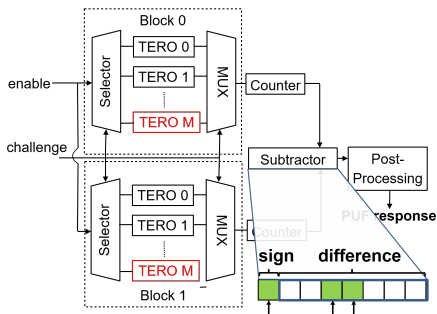 Block 0
enable
challenge
Selector
TERO 0
TERO 1
TERO M
MUX
Counter
Subtractor
Post-
Processing
PUF response
Selector
TERO 0
TERO 1
TERO M
MUX
Counter
Block 1
sign
difference